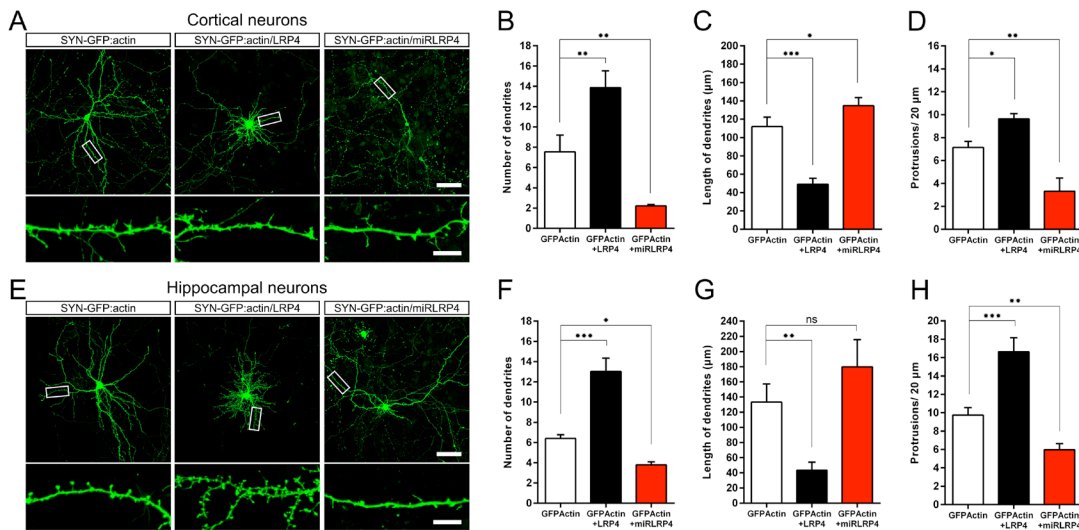 A
Cortical neurons
SYN-GFP:actin
SYN-GFP:actin/LRP4
SYN-GFP:actin/miRLRP4
B
Number of dendrites
18
16
14
12
10
8
6
4
2
0
**
**
GFPActin
GFPActin
+LRP4
GFPActin
+miRLRP4
C
Length of dendrites (µm)
200
180
160
140
120
100
80
60
40
20
0
*
***
GFPActin
GFPActin
+LRP4
GFPActin
+miRLRP4
D
Protrusions/ 20 µm
16
14
12
10
8
6
4
2
0
**
*
GFPActin
GFPActin
+LRP4
GFPActin
+miRLRP4
E
Hippocampal neurons
SYN-GFP:actin
SYN-GFP:actin/LRP4
SYN-GFP:actin/miRLRP4
F
Number of dendrites
18
16
14
12
10
8
6
4
2
0
*
***
GFPActin
GFPActin
+LRP4
GFPActin
+miRLRP4
G
Length of dendrites (µm)
240
220
200
180
160
140
120
100
80
60
40
20
0
ns
**
GFPActin
GFPActin
+LRP4
GFPActin
+miRLRP4
H
Protrusions/ 20 µm
20
18
16
14
12
10
8
6
4
2
0
**
***
GFPActin
GFPActin
+LRP4
GFPActin
+miRLRP4